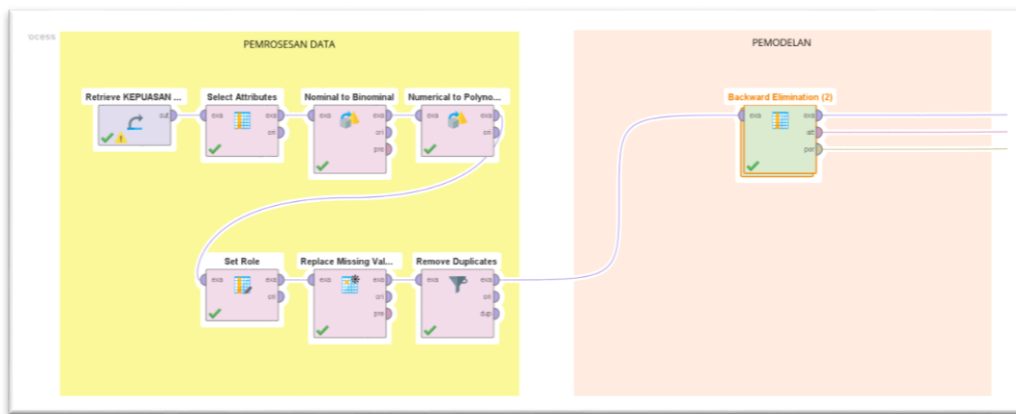 ocess
PEMROSESAN DATA
PEMODELAN
Retrieve KEPUASAN ...
Select Attributes
Nominal to Binominal
Numerical to Polyno...
Backward Elimination (2)
out
exa
exa
ori
exa
exa
ori
pre
exa
exa
ori
exa
exa
att
per
Set Role
Replace Missing Val...
Remove Duplicates
exa
exa
ori
exa
exa
ori
pre
exa
exa
ori
dup